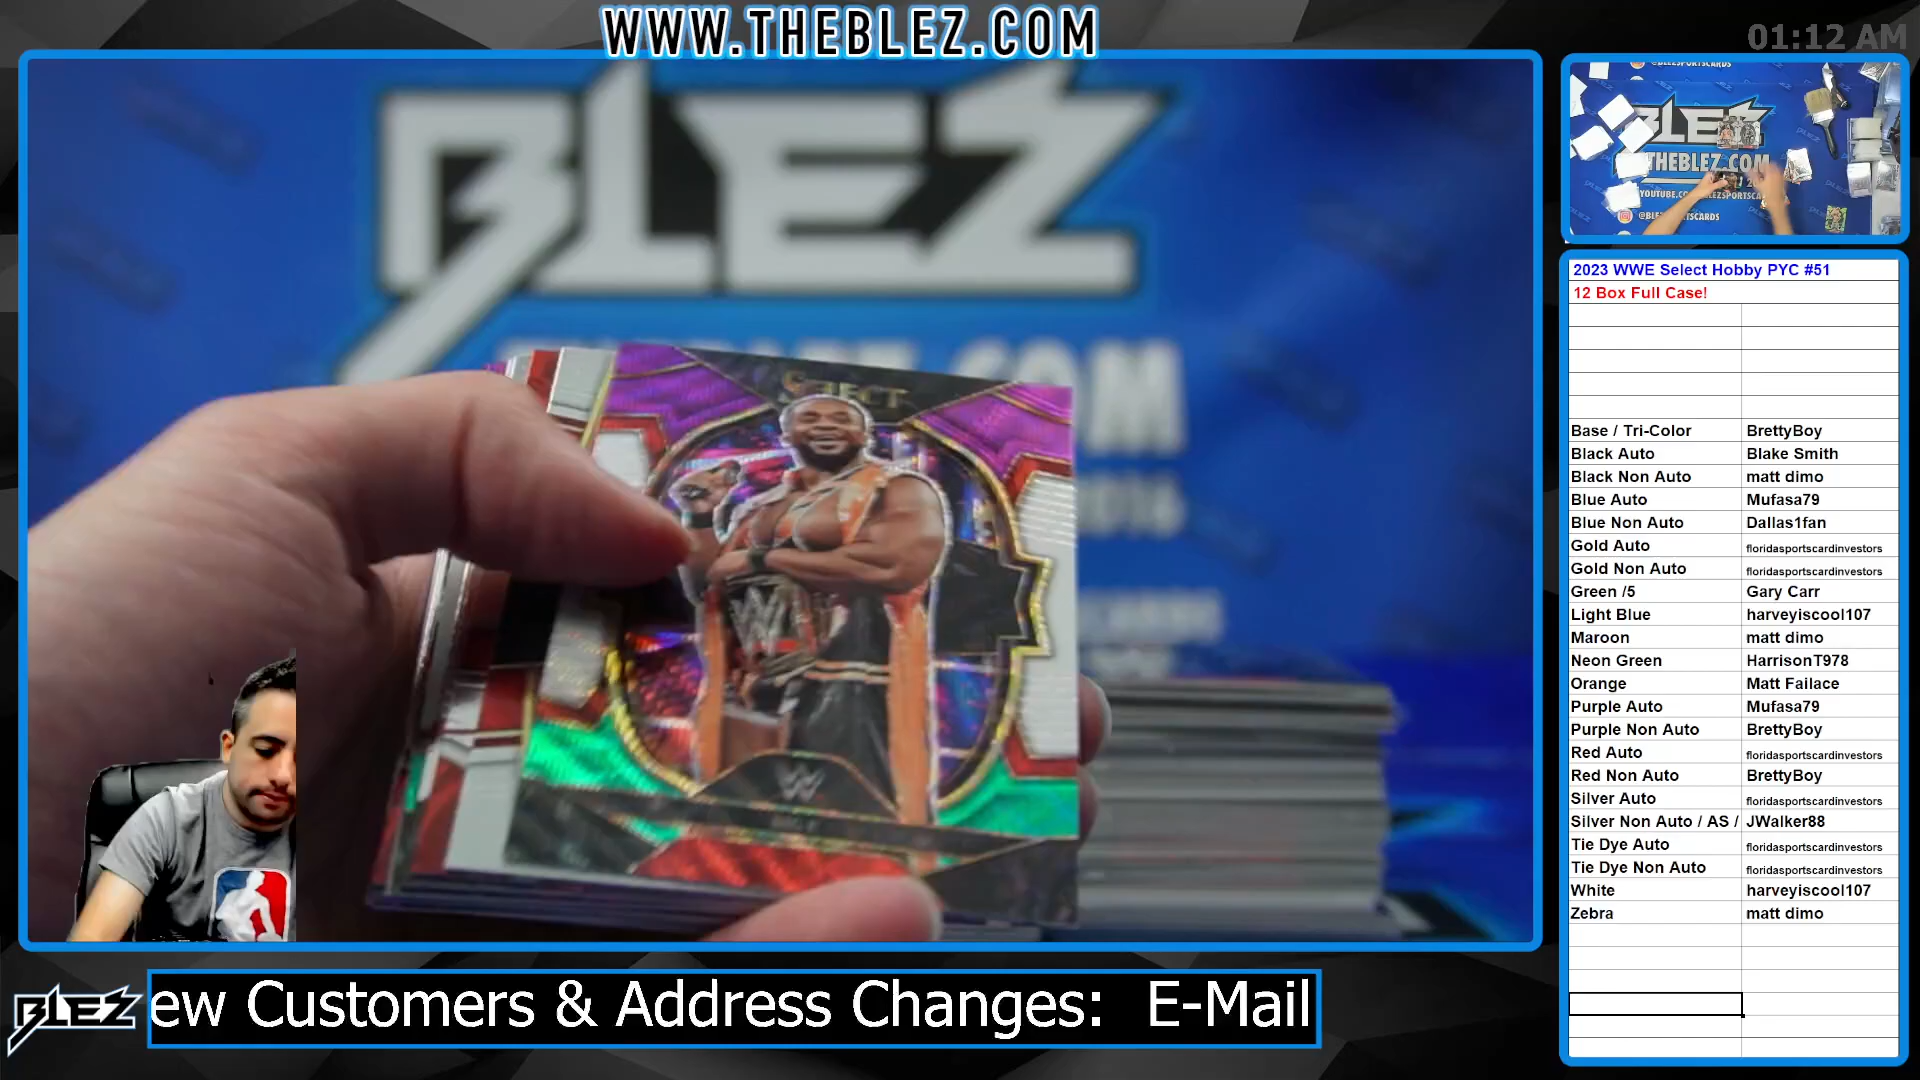 WWW.THEBLEZ.COM
01:12 AM
BLEZ
SELECT
W
W
BLEZ
THEBLEZ.COM
@BLEZSPORTSCARDS
2023 WWE Select Hobby PYC #51
12 Box Full Case!
Base / Tri-Color BrettyBoy
Black Auto Blake Smith
Black Non Auto matt dimo
Blue Auto Mufasa79
Blue Non Auto Dallas1fan
Gold Auto floridasportscardinvestors
Gold Non Auto floridasportscardinvestors
Green /5 Gary Carr
Light Blue harveyiscool107
Maroon matt dimo
Neon Green HarrisonT978
Orange Matt Failace
Purple Auto Mufasa79
Purple Non Auto BrettyBoy
Red Auto floridasportscardinvestors
Red Non Auto BrettyBoy
Silver Auto floridasportscardinvestors
Silver Non Auto / AS / JWalker88
Tie Dye Auto floridasportscardinvestors
Tie Dye Non Auto floridasportscardinvestors
White harveyiscool107
Zebra matt dimo
BLEZ
ew Customers & Address Changes: E-Mail